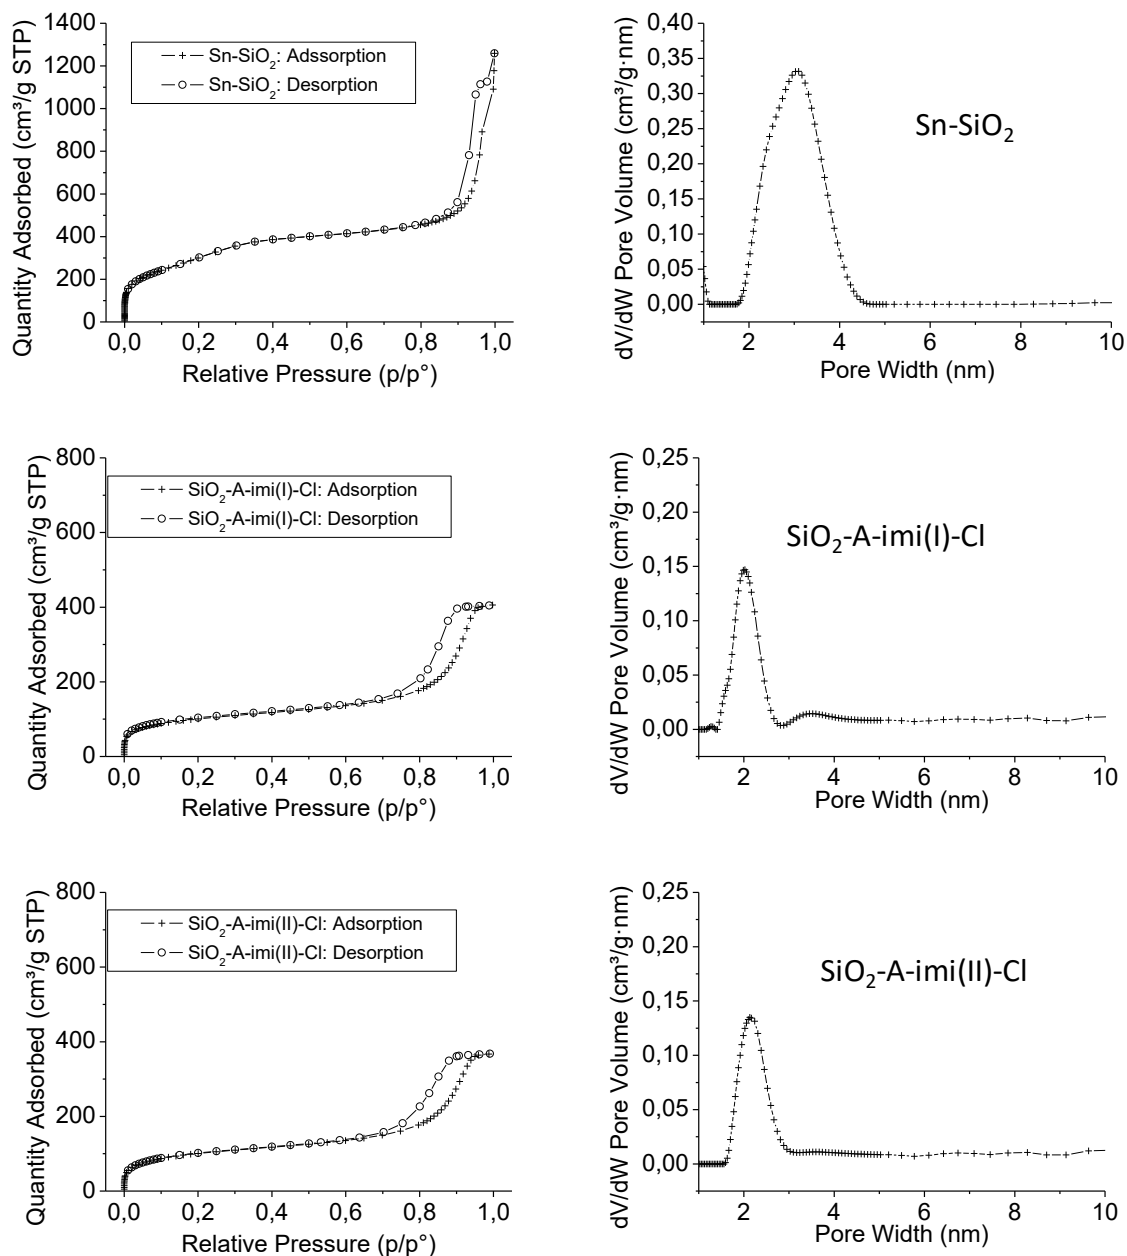 Quantity Adsorbed (cm³/g STP)
1400
1200
1000
800
600
400
200
0
Sn-SiO₂: Adssorption
Sn-SiO₂: Desorption
0,0 0,2 0,4 0,6 0,8 1,0
Relative Pressure (p/p°)
dV/dW Pore Volume (cm³/g·nm)
0,40
0,35
0,30
0,25
0,20
0,15
0,10
0,05
0,00
Sn-SiO₂
2 4 6 8 10
Pore Width (nm)
Quantity Adsorbed (cm³/g STP)
800
600
400
200
0
SiO₂-A-imi(I)-Cl: Adsorption
SiO₂-A-imi(I)-Cl: Desorption
0,0 0,2 0,4 0,6 0,8 1,0
Relative Pressure (p/p°)
dV/dW Pore Volume (cm³/g·nm)
0,25
0,20
0,15
0,10
0,05
0,00
SiO₂-A-imi(I)-Cl
2 4 6 8 10
Pore Width (nm)
Quantity Adsorbed (cm³/g STP)
800
600
400
200
0
SiO₂-A-imi(II)-Cl: Adsorption
SiO₂-A-imi(II)-Cl: Desorption
0,0 0,2 0,4 0,6 0,8 1,0
Relative Pressure (p/p°)
dV/dW Pore Volume (cm³/g·nm)
0,25
0,20
0,15
0,10
0,05
0,00
SiO₂-A-imi(II)-Cl
2 4 6 8 10
Pore Width (nm)